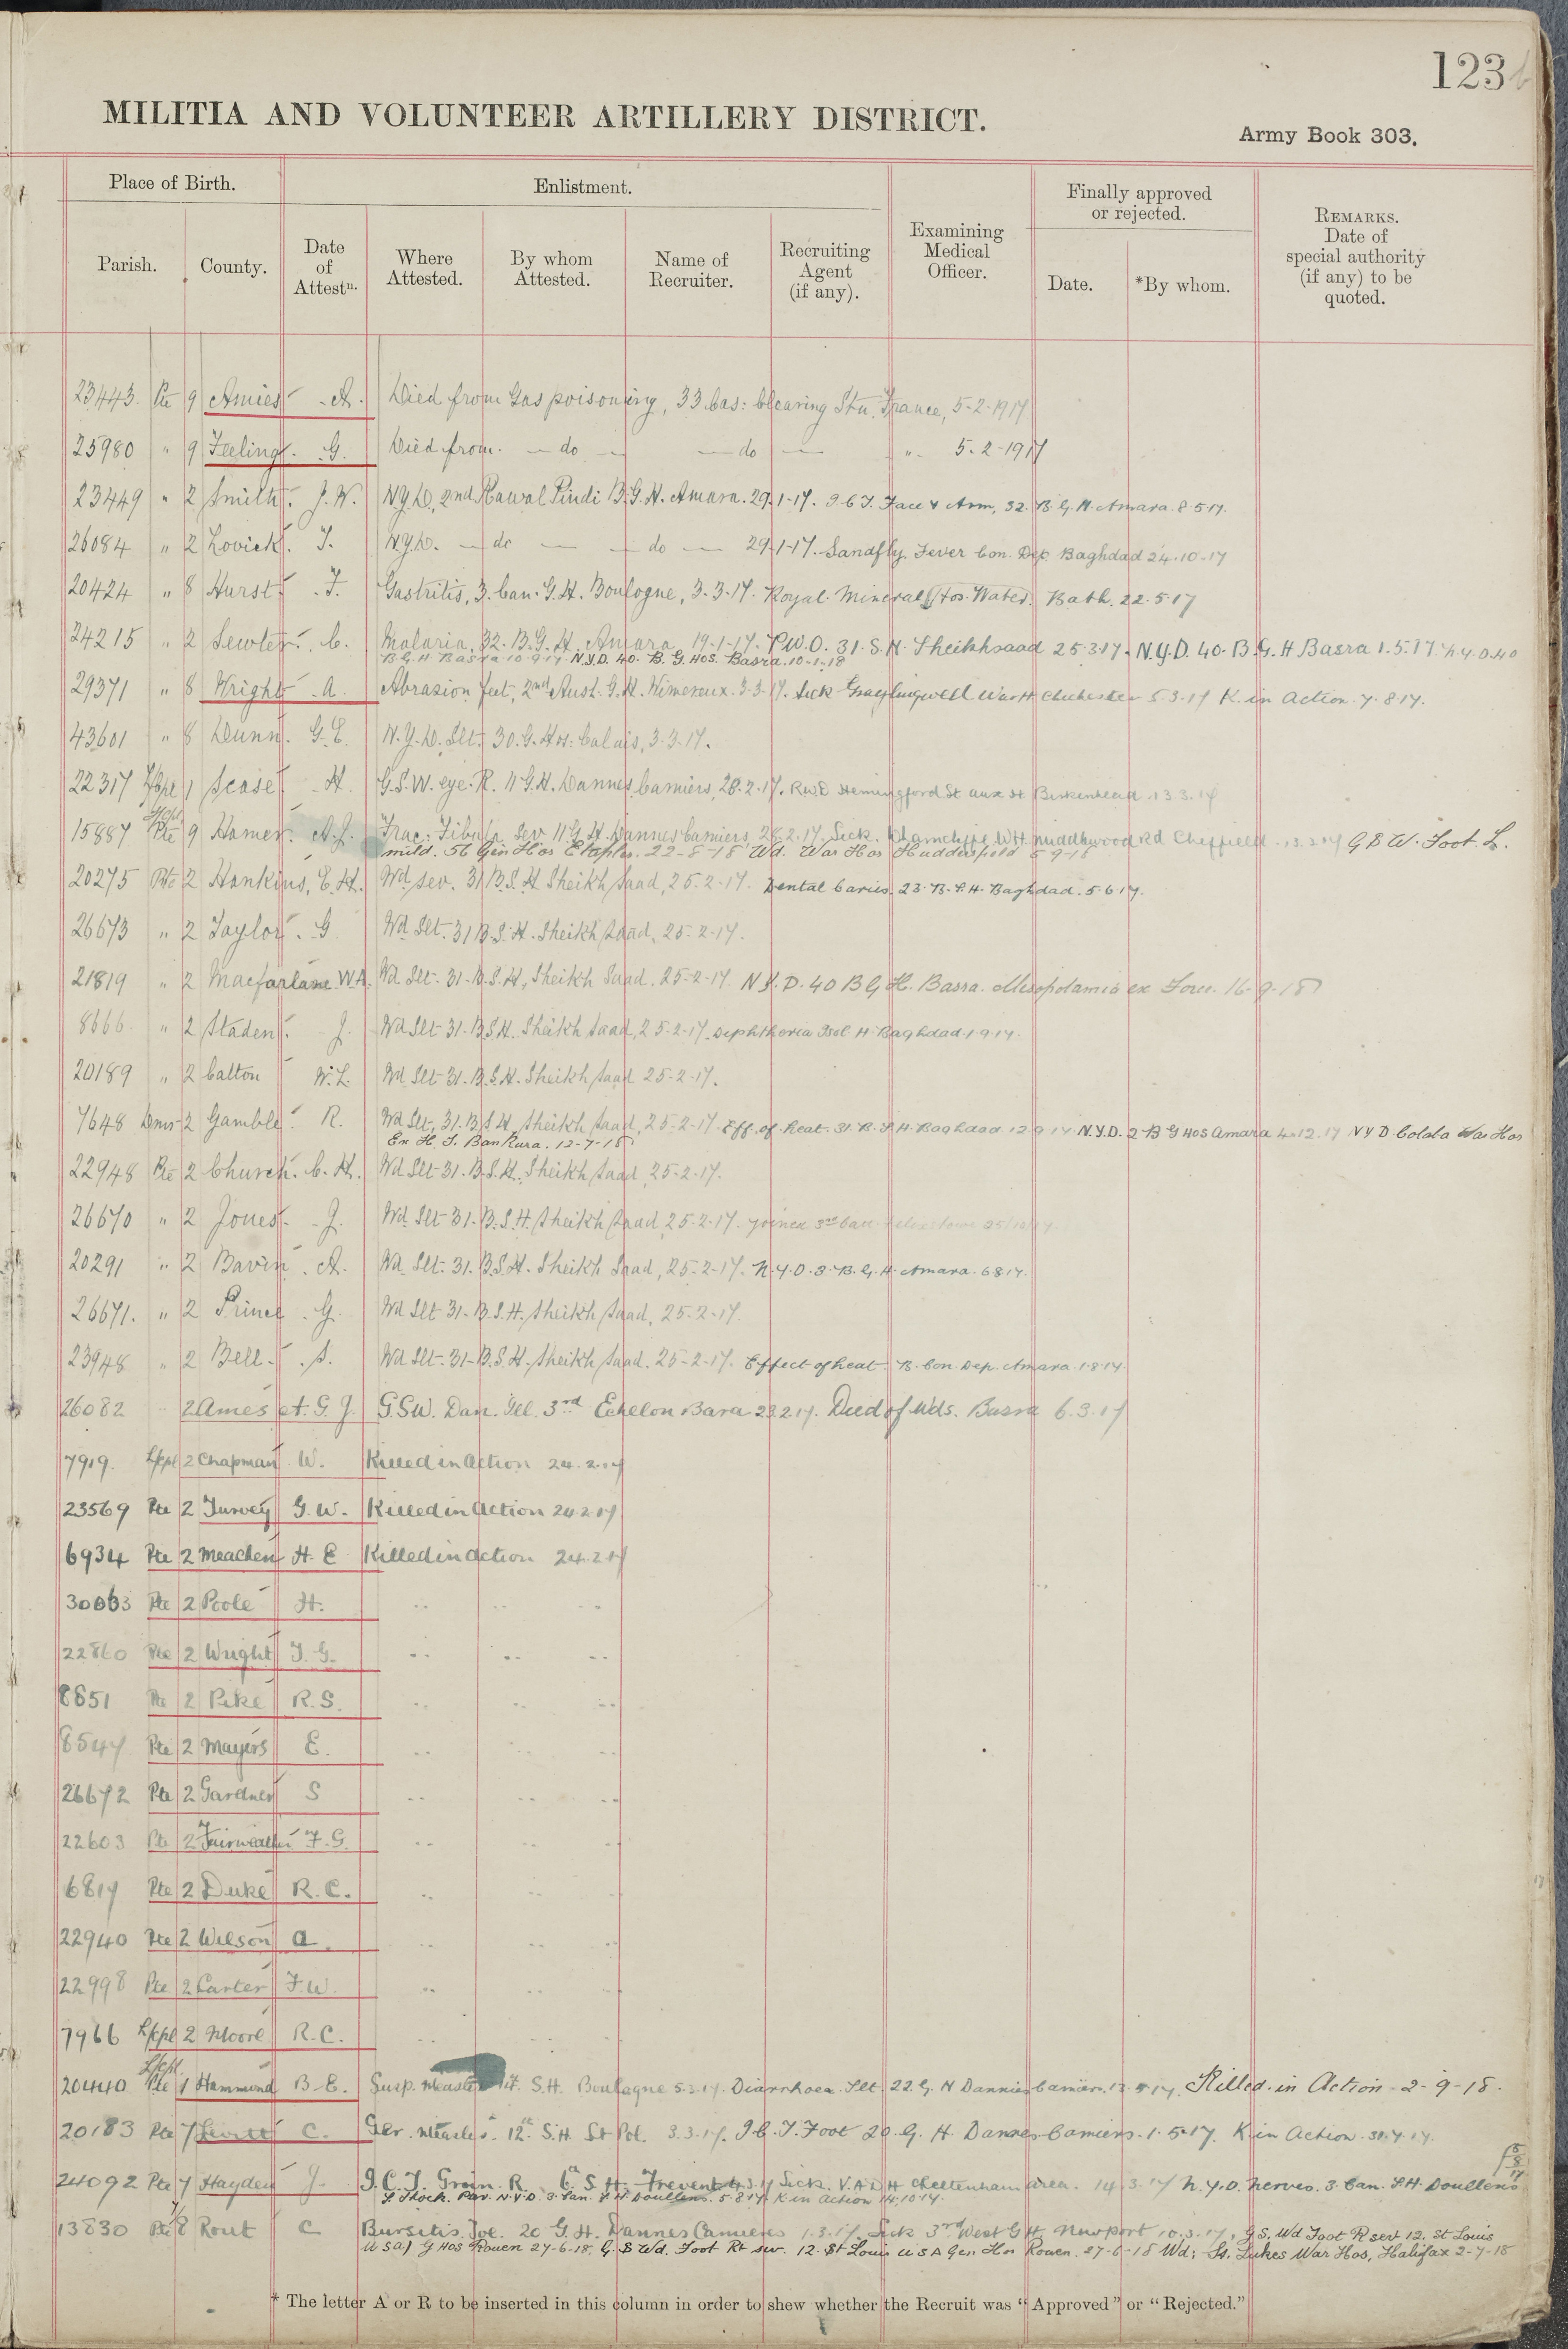 123
MILITIA AND VOLUNTEER ARTILLERY DISTRICT.
Army Book 303.
Place of Birth.
Enlistment.
Finally approved or rejected.
Parish.
County.
Date of Attestn.
Where Attested.
By whom Attested.
Name of Recruiter.
Recruiting Agent (if any).
Examining Medical Officer.
Date.
*By whom.
REMARKS. Date of special authority (if any) to be quoted.
23443 Pte 9 Amies A. Died from Gas poisoning, 33 Cas: Clearing Stn. France, 5-2-1917
25980 " 9 Feeling G. Died from — do — — do — " 5-2-1917
23449 " 2 Smith J.W. N.Y.D. 2nd Rawal Pindi B.G.H. Amara. 29-1-17. I.C.T. Face & Arm, 32. B.G.H. Amara. 8.5.17.
26084 " 2 Lovick T. N.Y.D. — do — — do — 29-1-17. Sandfly Fever Con. Dep. Baghdad 24.10.17
20424 " 8 Hurst F. Gastritis, 3. Can. G.H. Boulogne, 3.3.17. Royal Mineral Water Bath. 22.5.17
24215 " 2 Sewter C. Malaria, 32. B.G.H. Amara 19-1-17. P.U.O. 31. S.H. Sheikhsaad 25.3.17. N.Y.D. 40. B.G.H Basra 1.5.17. N.Y.D. 40
B.G.H Basra 10.9.17 N.Y.D. 40. B.G. HOS. Basra. 10-1-18
29371 " 8 Wright A. Abrasion feet, 2nd Aust. G.H. Wimereux. 3.3.17. Sick Graylingwell War H Chichester 5.3.17 K. in Action. 7.8.17.
43601 " 8 Dunn G.E. N.Y.D. Slt. 30. G. Hos: Calais, 3.3.17.
22317 L/Cpl 1 Scase H. G.S.W. eye. R. 11 G.H. Dannes Camiers, 28.2.17. Hemingford St aux H Birkenhead. 13.3.17
15887 L/Cpl Pte 9 Homer A.J. Frac. Fibula Sev 11 G.H. Dannes Camiers, 28.2.17. Sick. Wharncliffe WH Middlewood Rd Cheffield 13.3.17 G S W. Foot. L.
mild. 56 Gen Hos Etaples. 22-8-18 Wd. War Hos Huddersfield 5-9-18
20275 Pte 2 Hankins, E.H. Wd sev. 31 B.S.H Sheikh Saad, 25-2-17. Dental Caries. 23. B.S.H. Baghdad. 5.6.17.
26673 " 2 Taylor G. Wd Slt. 31 B.S.H. Sheikh Saad, 25-2-17.
21819 " 2 Macfarlane W.A. Wd Slt. 31. B.S.H. Sheikh Saad. 25-2-17. N.Y.D. 40 B G H. Basra. Mesopotamia ex Force. 16-9-18
8666 " 2 Staden J. Wd Slt 31. B.S.H. Sheikh Saad, 25-2-17. Diphtheria Isol H Baghdad. 1.9.17.
20189 " 2 Catton W.L. Wd Slt 31. B.S.H. Sheikh Saad 25-2-17.
7648 Dmr 2 Gamble R. Wd Slt, 31. B.S.H. Sheikh Saad, 25-2-17. Eff. of heat. 31. B.S.H. Baghdad 12.9.17 N.Y.D. 2 B G HOS Amara 4.12.17 N Y D Colaba War Hos
Ex H.S. Bankura. 12-7-18
22948 Pte 2 Church C.H. Wd Slt 31. B.S.H. Sheikh Saad, 25-2-17.
26670 " 2 Jones J. Wd Slt 31. B.S.H. Sheikh Saad, 25-2-17. Joined 3rd Batt Felixstowe
20291 " 2 Bavin A. Wd Slt. 31. B.S.H. Sheikh Saad, 25-2-17. N.Y.D. 3. B.G.H. Amara. 6.8.17.
26671. " 2 Prince G. Wd Slt 31. B.S.H. Sheikh Saad, 25-2-17.
23948 " 2 Bell S. Wd Slt. 31. B.S.H. Sheikh Saad. 25-2-17. Effect of heat. B. Con. Dep. Amara. 1.8.17.
26082 2 Ames A.G.J. G.S.W. Dan. Ill. 3rd Echelon Basra 23.2.17. Died of Wds. Basra 6.3.17
7919. L/Cpl 2 Chapman W. Killed in Action 24.2.17
23569 Pte 2 Turvey G.W. Killed in Action 24.2.17
6934 Pte 2 Meachen H.E Killed in Action 24.2.17
30063 Pte 2 Poole H. " " "
22860 Pte 2 Wright T.G. " " "
8851 Pte 2 Pike R.S. " " "
8547 Pte 2 Mayers E. " " "
26672 Pte 2 Gardner S " " "
22603 Pte 2 Fairweather F.G. " " "
6817 Pte 2 Duke R.C. " " "
22940 Pte 2 Wilson A. " " "
22998 Pte 2 Carter F.W. " " "
7966 L/Cpl 2 Moore R.C. " " "
20440 L/Cpl Pte 1 Hammond B.E. Susp. Measles S.H. Boulogne 5.3.17. Diarrhoea Slt. 22. G.H Dannes Camiers. Killed in Action - 2-9-18.
20183 Pte 7 C. Ger. Measles. 12th S.H. St Pol. 3.3.17. I.C.T. Foot 20. G.H. Dannes Camiers. 1.5.17. K in Action.
24092 Pte 7 Hayden J. I.C.T. Groin. R. 6th S.H. Frevent Sick. V.A.D.H Cheltenham area. 14.3.17 N.Y.D. nerves. 3. Can. S.H. Doullens
S. Shock. N.Y.D. 3. Can. S.H Doullens. 5.8.17. K in action 14.10.17.
13830 Pte 8 Rout C Bursitis Toe. 20 G.H. Dannes Camiers 1.3.17. Sick 3rd West G H Newport 10.3.17, G.S. Wd Foot R sevr 12. St Louis
U S A) G Hos Rouen 27-6-18. G. S Wd. Foot Rt sev. 12. St Louis U S A Gen Hos Rouen. 27-6-18 Wd: St. Lukes War Hos, Halifax 2-7-18
* The letter A or R to be inserted in this column in order to shew whether the Recruit was "Approved" or "Rejected."